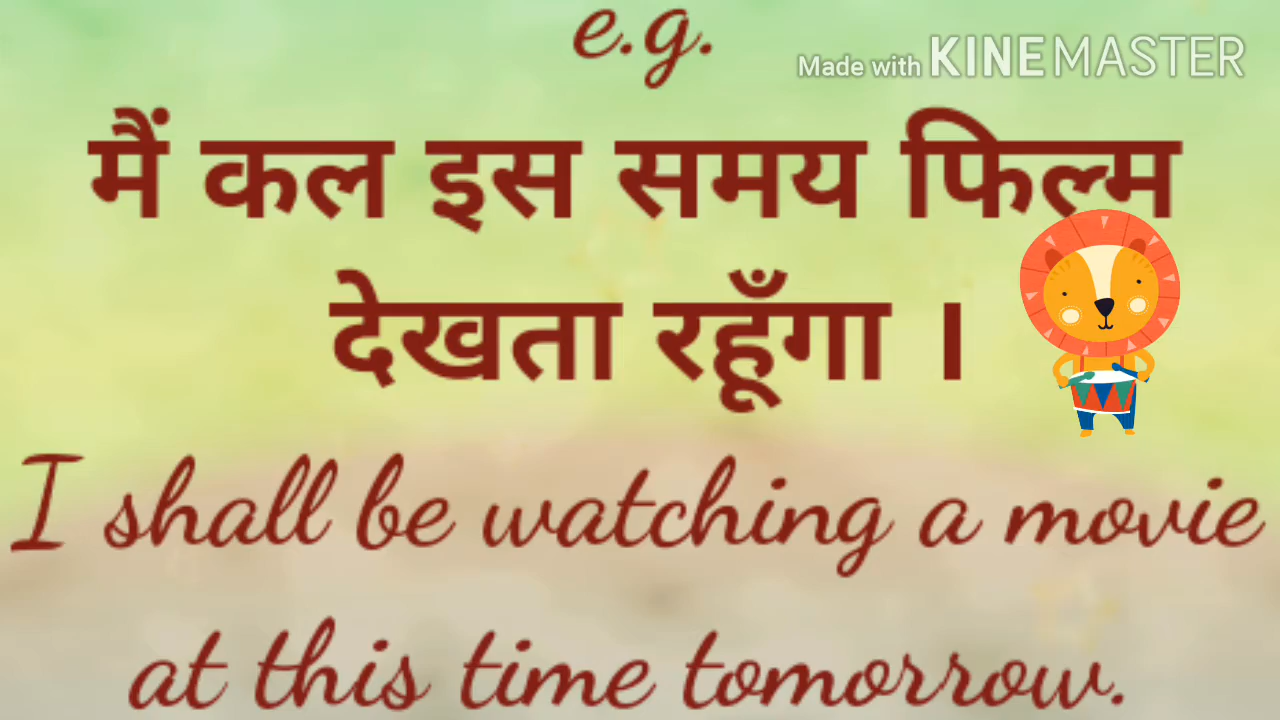 e.g.
Made with KINEMASTER
मैं कल इस समय फिल्म
देखता रहूँगा ।
I shall be watching a movie
at this time tomorrow.